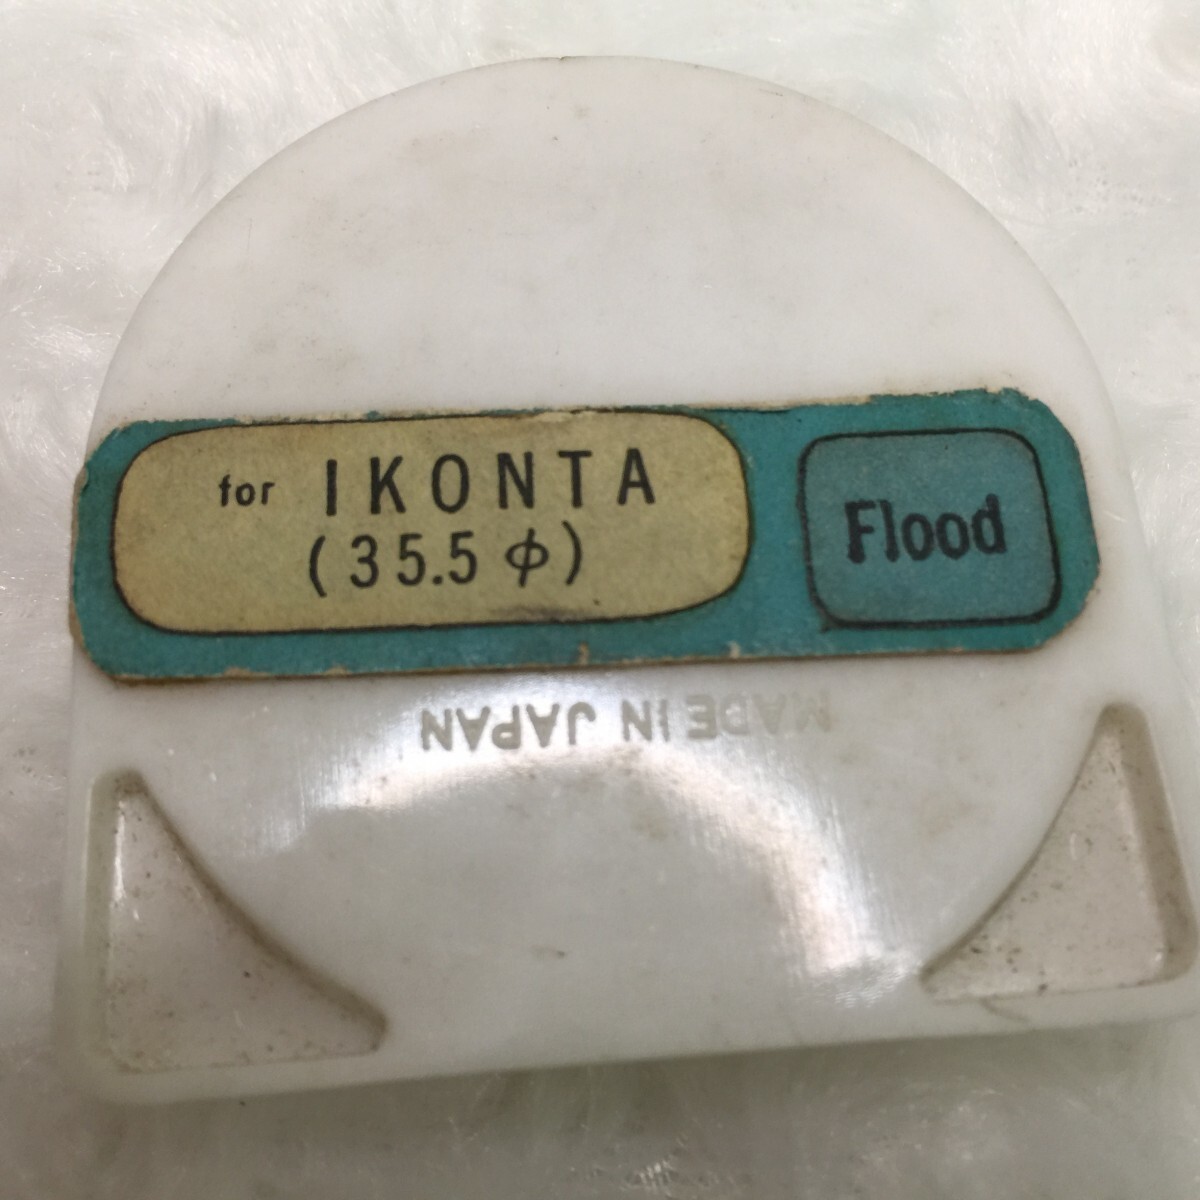 for IKONTA
(35.5 ϕ)
Flood
MADE IN JAPAN